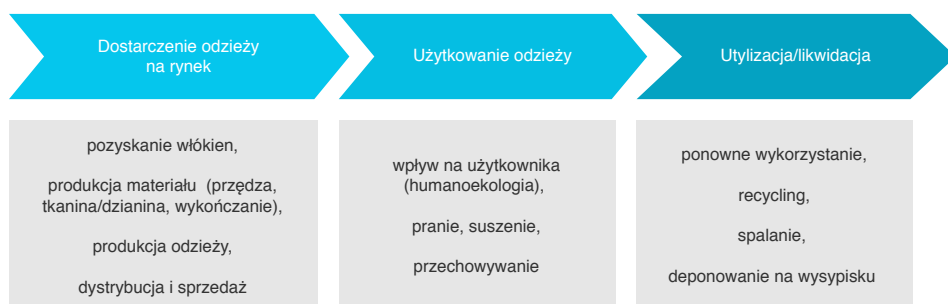 Dostarczenie odzieży
na rynek
Użytkowanie odzieży
Utylizacja/likwidacja
pozyskanie włókien,
produkcja materiału (przędza,
tkanina/dzianina, wykończanie),
produkcja odzieży,
dystrybucja i sprzedaż
wpływ na użytkownika
(humanoekologia),
pranie, suszenie,
przechowywanie
ponowne wykorzystanie,
recycling,
spalanie,
deponowanie na wysypisku